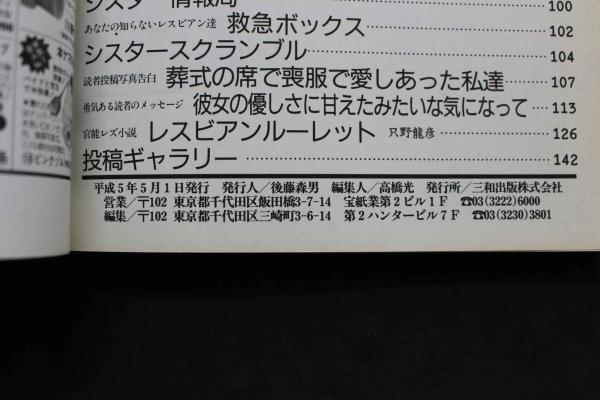 シスター情報局 100
あなたの知らないレズビアン達 救急ボックス 102
シスタースクランブル 104
読者投稿写真告白 葬式の席で喪服で愛しあった私達 107
勇気ある読者のメッセージ 彼女の優しさに甘えたみたいな気になって 113
官能レズ小説 レスビアンルーレット 只野龍彦 126
投稿ギャラリー 142
平成5年5月1日発行 発行人/後藤森男 編集人/高橋光 発行所/三和出版株式会社
営業/〒102 東京都千代田区飯田橋3-7-14 宝紙業第2ビル1F ☎03(3222)6000
編集/〒102 東京都千代田区三崎町3-6-14 第2ハンタービル7F ☎03(3230)3801